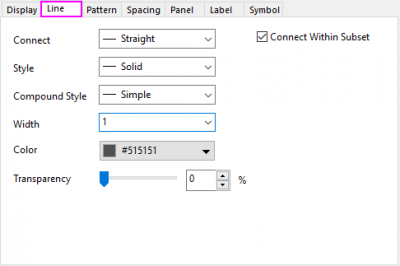 Display Line Pattern Spacing Panel Label Symbol
Connect Straight Connect Within Subset
Style Solid
Compound Style Simple
Width 1
Color #515151
Transparency 0 %